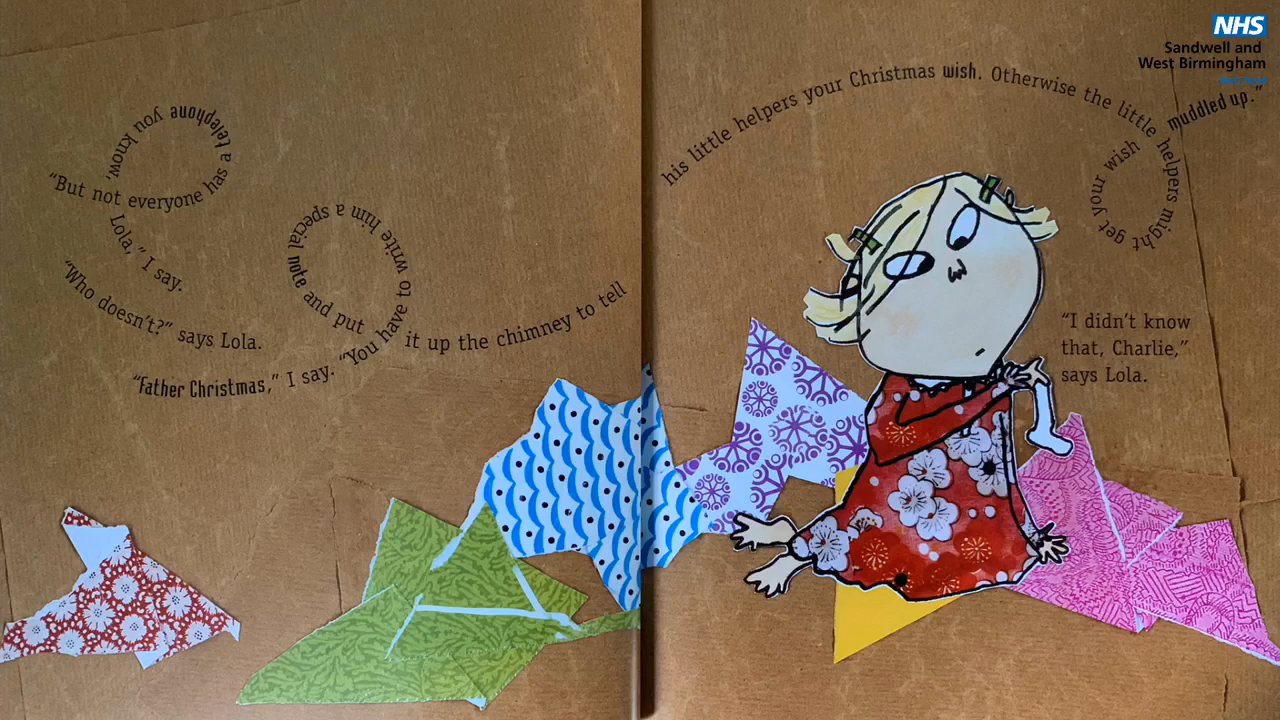 “But not everyone has a telephone you know,
Lola,” I say.
“Who doesn’t?” says Lola.
“Father Christmas,” I say. “You have to write him a special note and put it up the chimney to tell
his little helpers your Christmas wish. Otherwise the little helpers might get your wish muddled up.”
“I didn’t know
that, Charlie,”
says Lola.
NHS
Sandwell and
West Birmingham